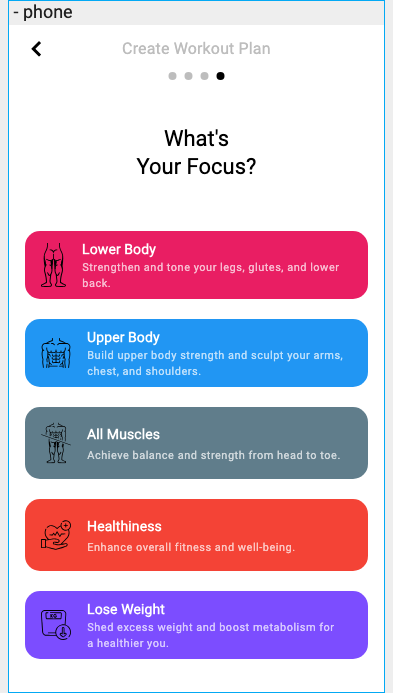 - phone
Create Workout Plan
What's
Your Focus?
Lower Body
Strengthen and tone your legs, glutes, and lower
back.
Upper Body
Build upper body strength and sculpt your arms,
chest, and shoulders.
All Muscles
Achieve balance and strength from head to toe.
Healthiness
Enhance overall fitness and well-being.
Lose Weight
Shed excess weight and boost metabolism for
a healthier you.